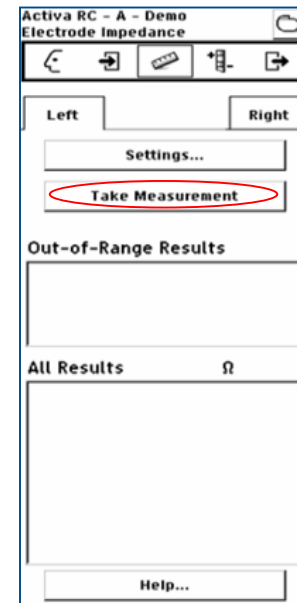 Activa RC - A - Demo
Electrode Impedance
+ -
Left Right
Settings...
Take Measurement
Out-of-Range Results
All Results Ω
Help...